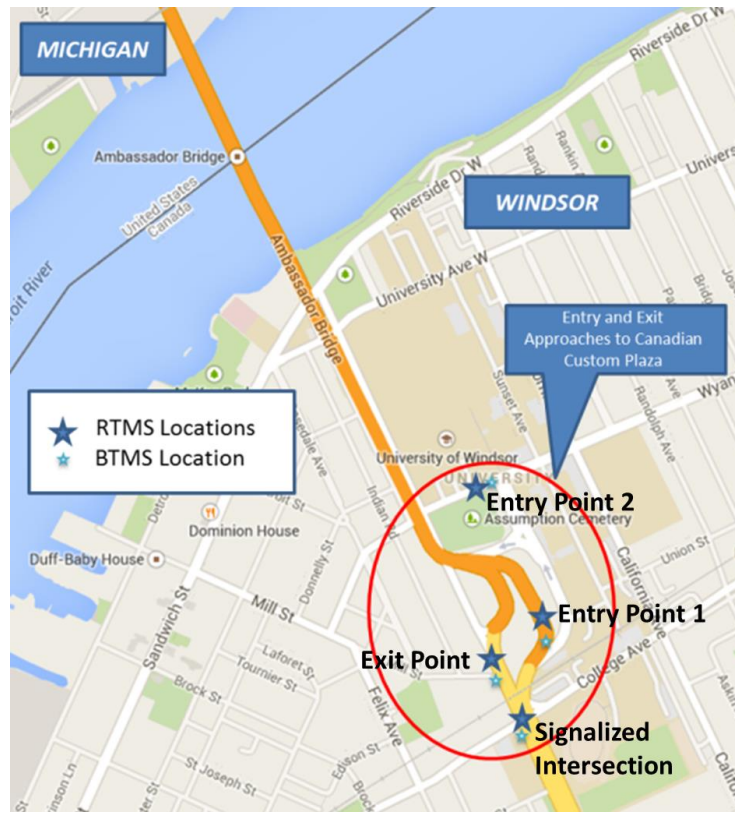 MICHIGAN
Riverside Dr W
Ambassador Bridge
United States
Canada
Riverside Dr W
WINDSOR
Ambassador Bridge
University Ave W
Entry and Exit
Approaches to Canadian
Custom Plaza
Sunset Ave
Randolph Ave
RTMS Locations
BTMS Location
University of Windsor
UNIVERSITY
Entry Point 2
Assumption Cemetery
Indian Rd
Dominion House
Donnelly St
Duff-Baby House
Mill St
California Ave
Union St
Entry Point 1
Sandwich St
Exit Point
College Ave
Laforet St
Tournier St
Brock St
Felix Ave
Signalized
Intersection
Edison St
St Joseph St